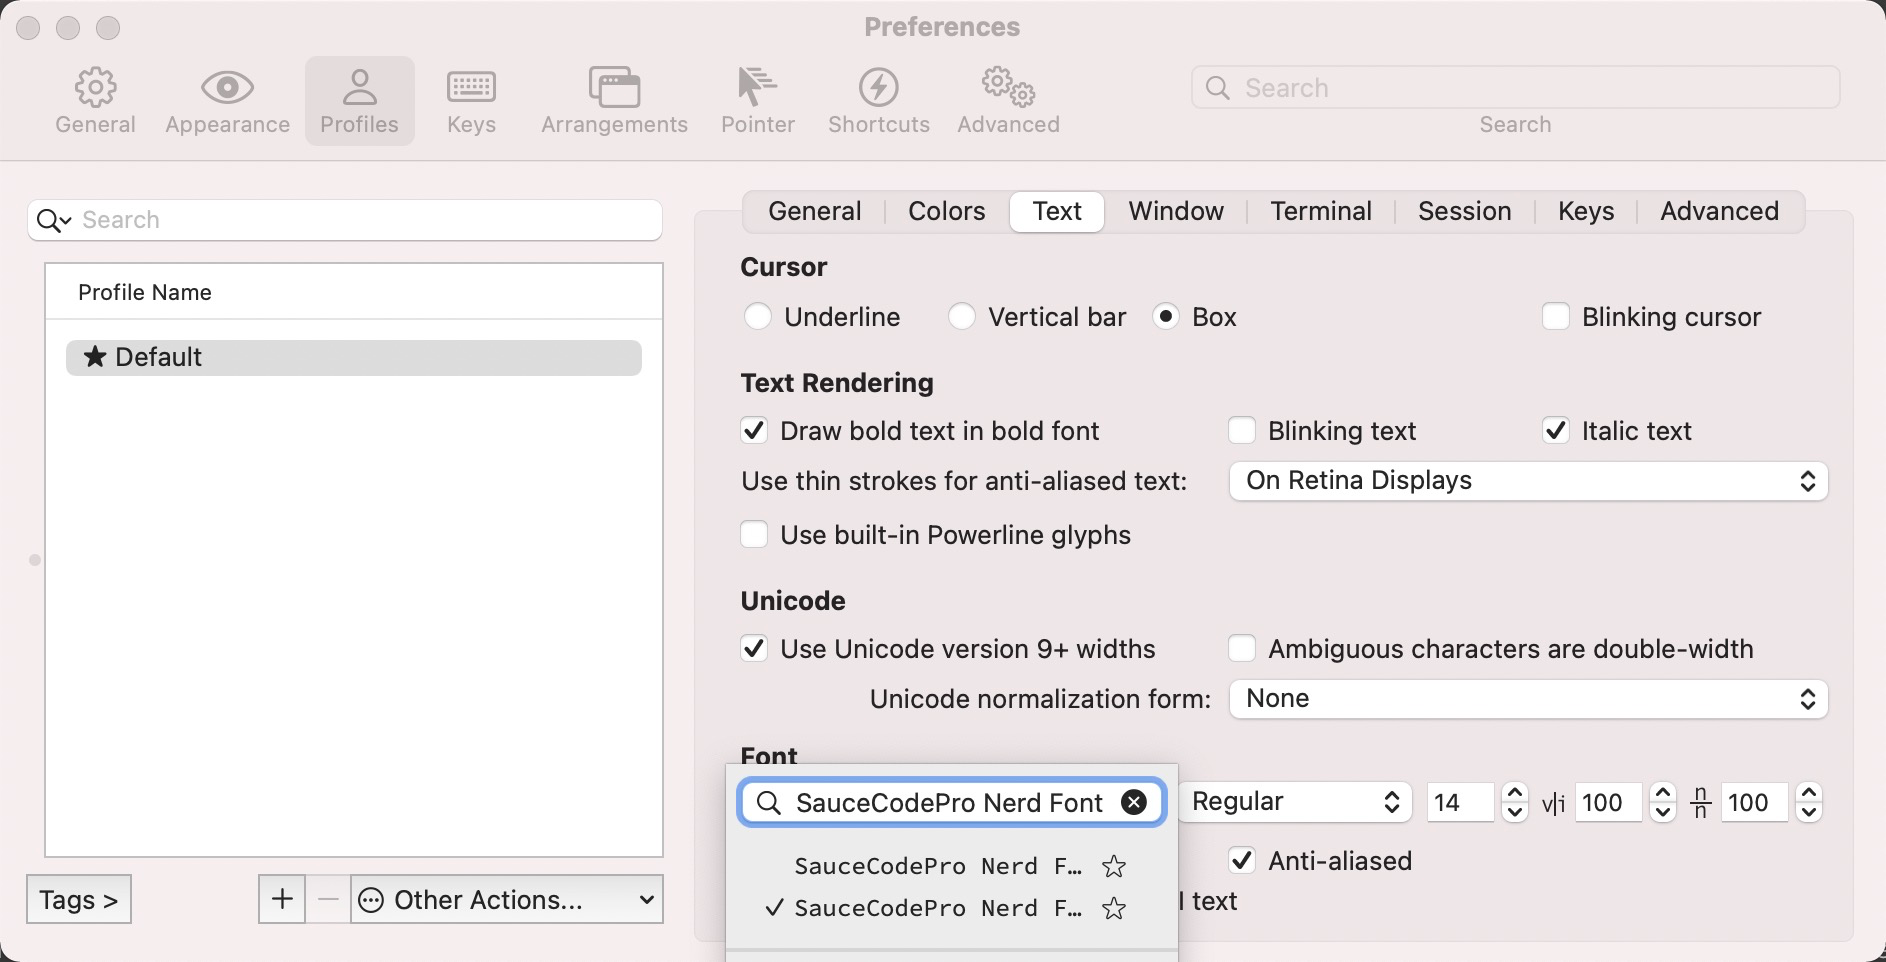 Preferences
General Appearance Profiles Keys Arrangements Pointer Shortcuts Advanced
Search
Search
Search
Profile Name
★ Default
Tags >
+ − Other Actions...
General Colors Text Window Terminal Session Keys Advanced
Cursor
Underline Vertical bar Box Blinking cursor
Text Rendering
Draw bold text in bold font Blinking text Italic text
Use thin strokes for anti-aliased text: On Retina Displays
Use built-in Powerline glyphs
Unicode
Use Unicode version 9+ widths Ambiguous characters are double-width
Unicode normalization form: None
Font
SauceCodePro Nerd Font Regular 14 v|i 100 n/n 100
SauceCodePro Nerd F… Anti-aliased
✓ SauceCodePro Nerd F… text